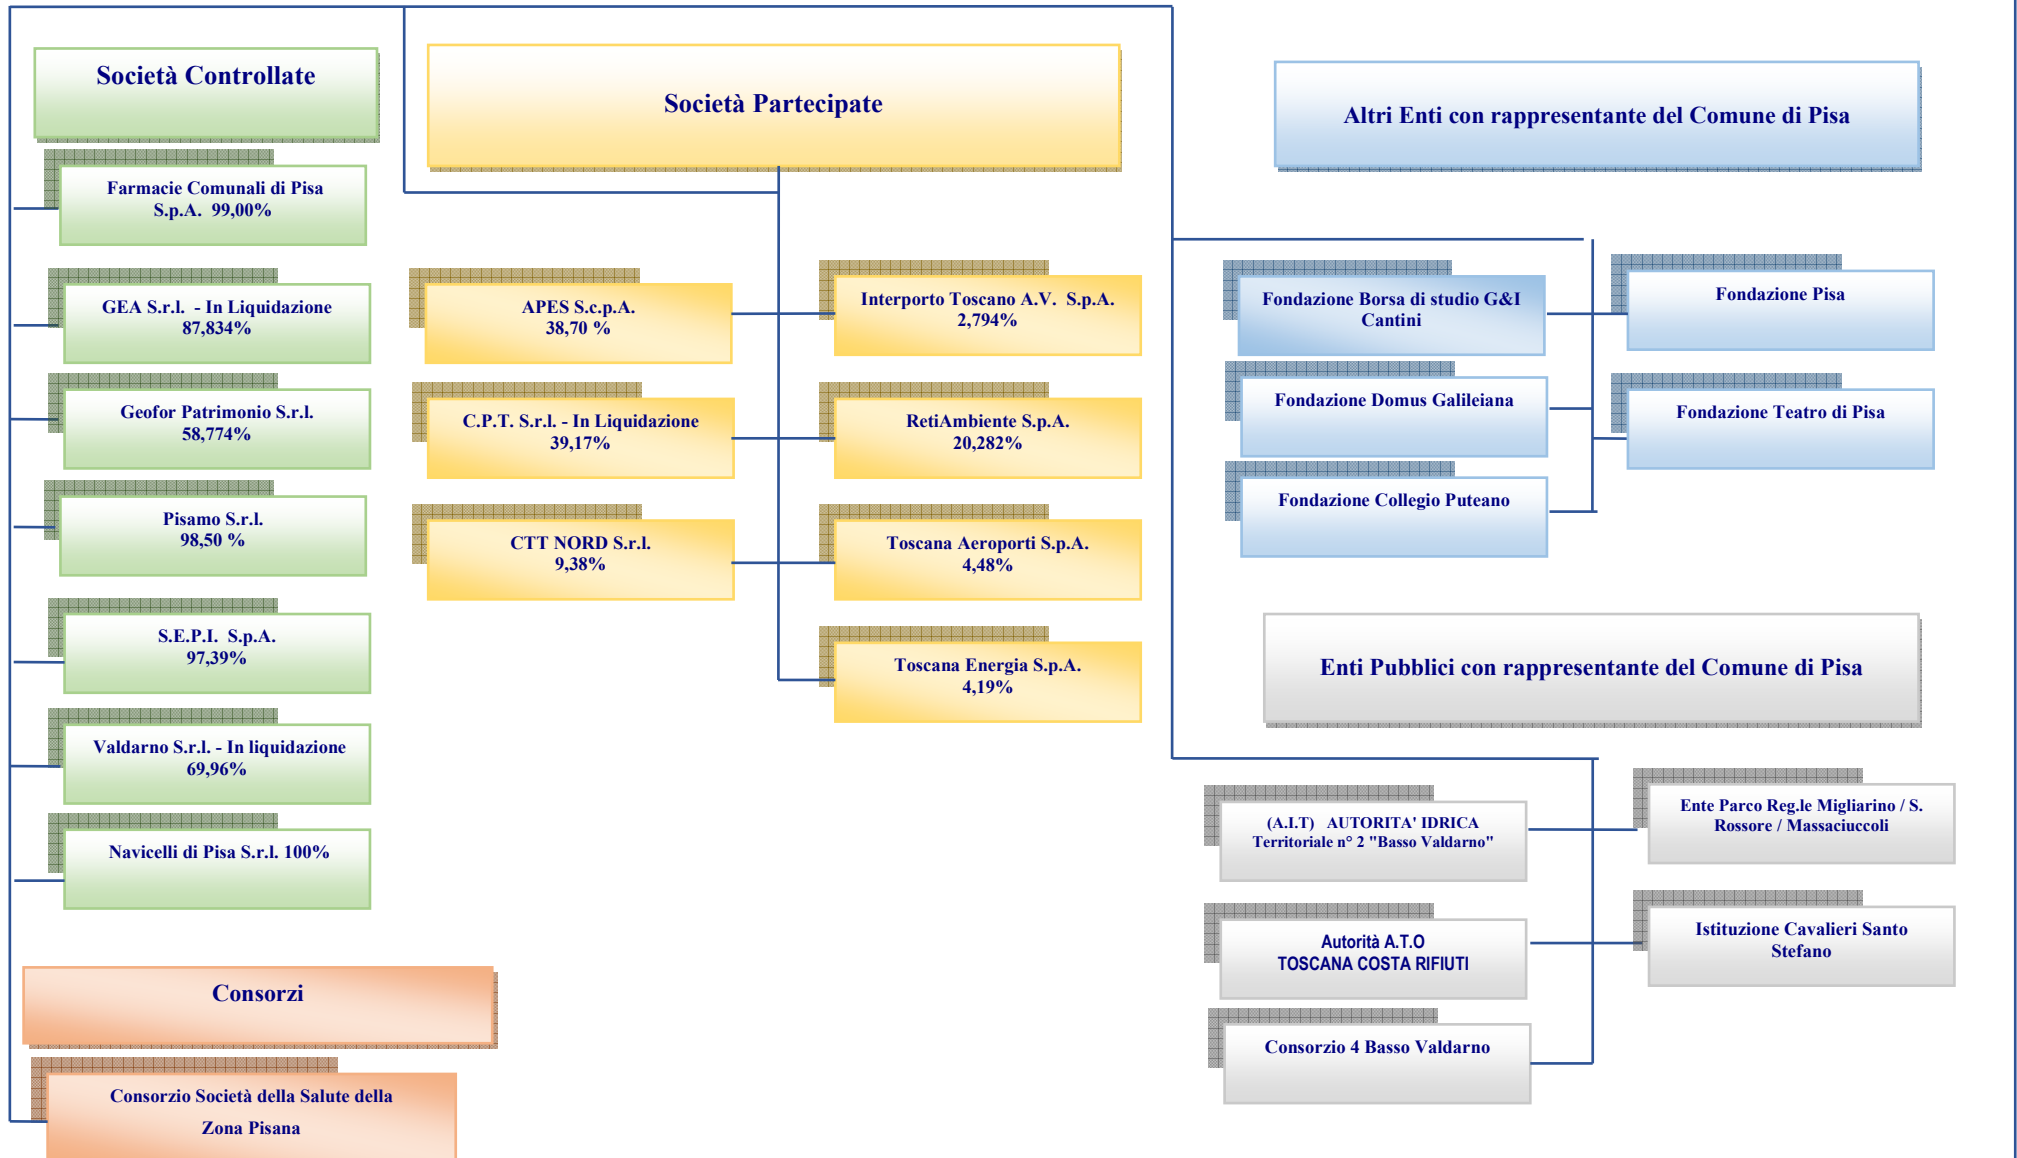 Società Controllate
Farmacie Comunali di Pisa
S.p.A. 99,00%
GEA S.r.l. - In Liquidazione
87,834%
Geofor Patrimonio S.r.l.
58,774%
Pisamo S.r.l.
98,50 %
S.E.P.I. S.p.A.
97,39%
Valdarno S.r.l. - In liquidazione
69,96%
Navicelli di Pisa S.r.l. 100%
Consorzi
Consorzio Società della Salute della
Zona Pisana
Società Partecipate
APES S.c.p.A.
38,70 %
C.P.T. S.r.l. - In Liquidazione
39,17%
CTT NORD S.r.l.
9,38%
Interporto Toscano A.V. S.p.A.
2,794%
RetiAmbiente S.p.A.
20,282%
Toscana Aeroporti S.p.A.
4,48%
Toscana Energia S.p.A.
4,19%
Altri Enti con rappresentante del Comune di Pisa
Fondazione Borsa di studio G&I
Cantini
Fondazione Domus Galileiana
Fondazione Collegio Puteano
Fondazione Pisa
Fondazione Teatro di Pisa
Enti Pubblici con rappresentante del Comune di Pisa
(A.I.T) AUTORITA' IDRICA
Territoriale n° 2 "Basso Valdarno"
Autorità A.T.O
TOSCANA COSTA RIFIUTI
Consorzio 4 Basso Valdarno
Ente Parco Reg.le Migliarino / S.
Rossore / Massaciuccoli
Istituzione Cavalieri Santo
Stefano